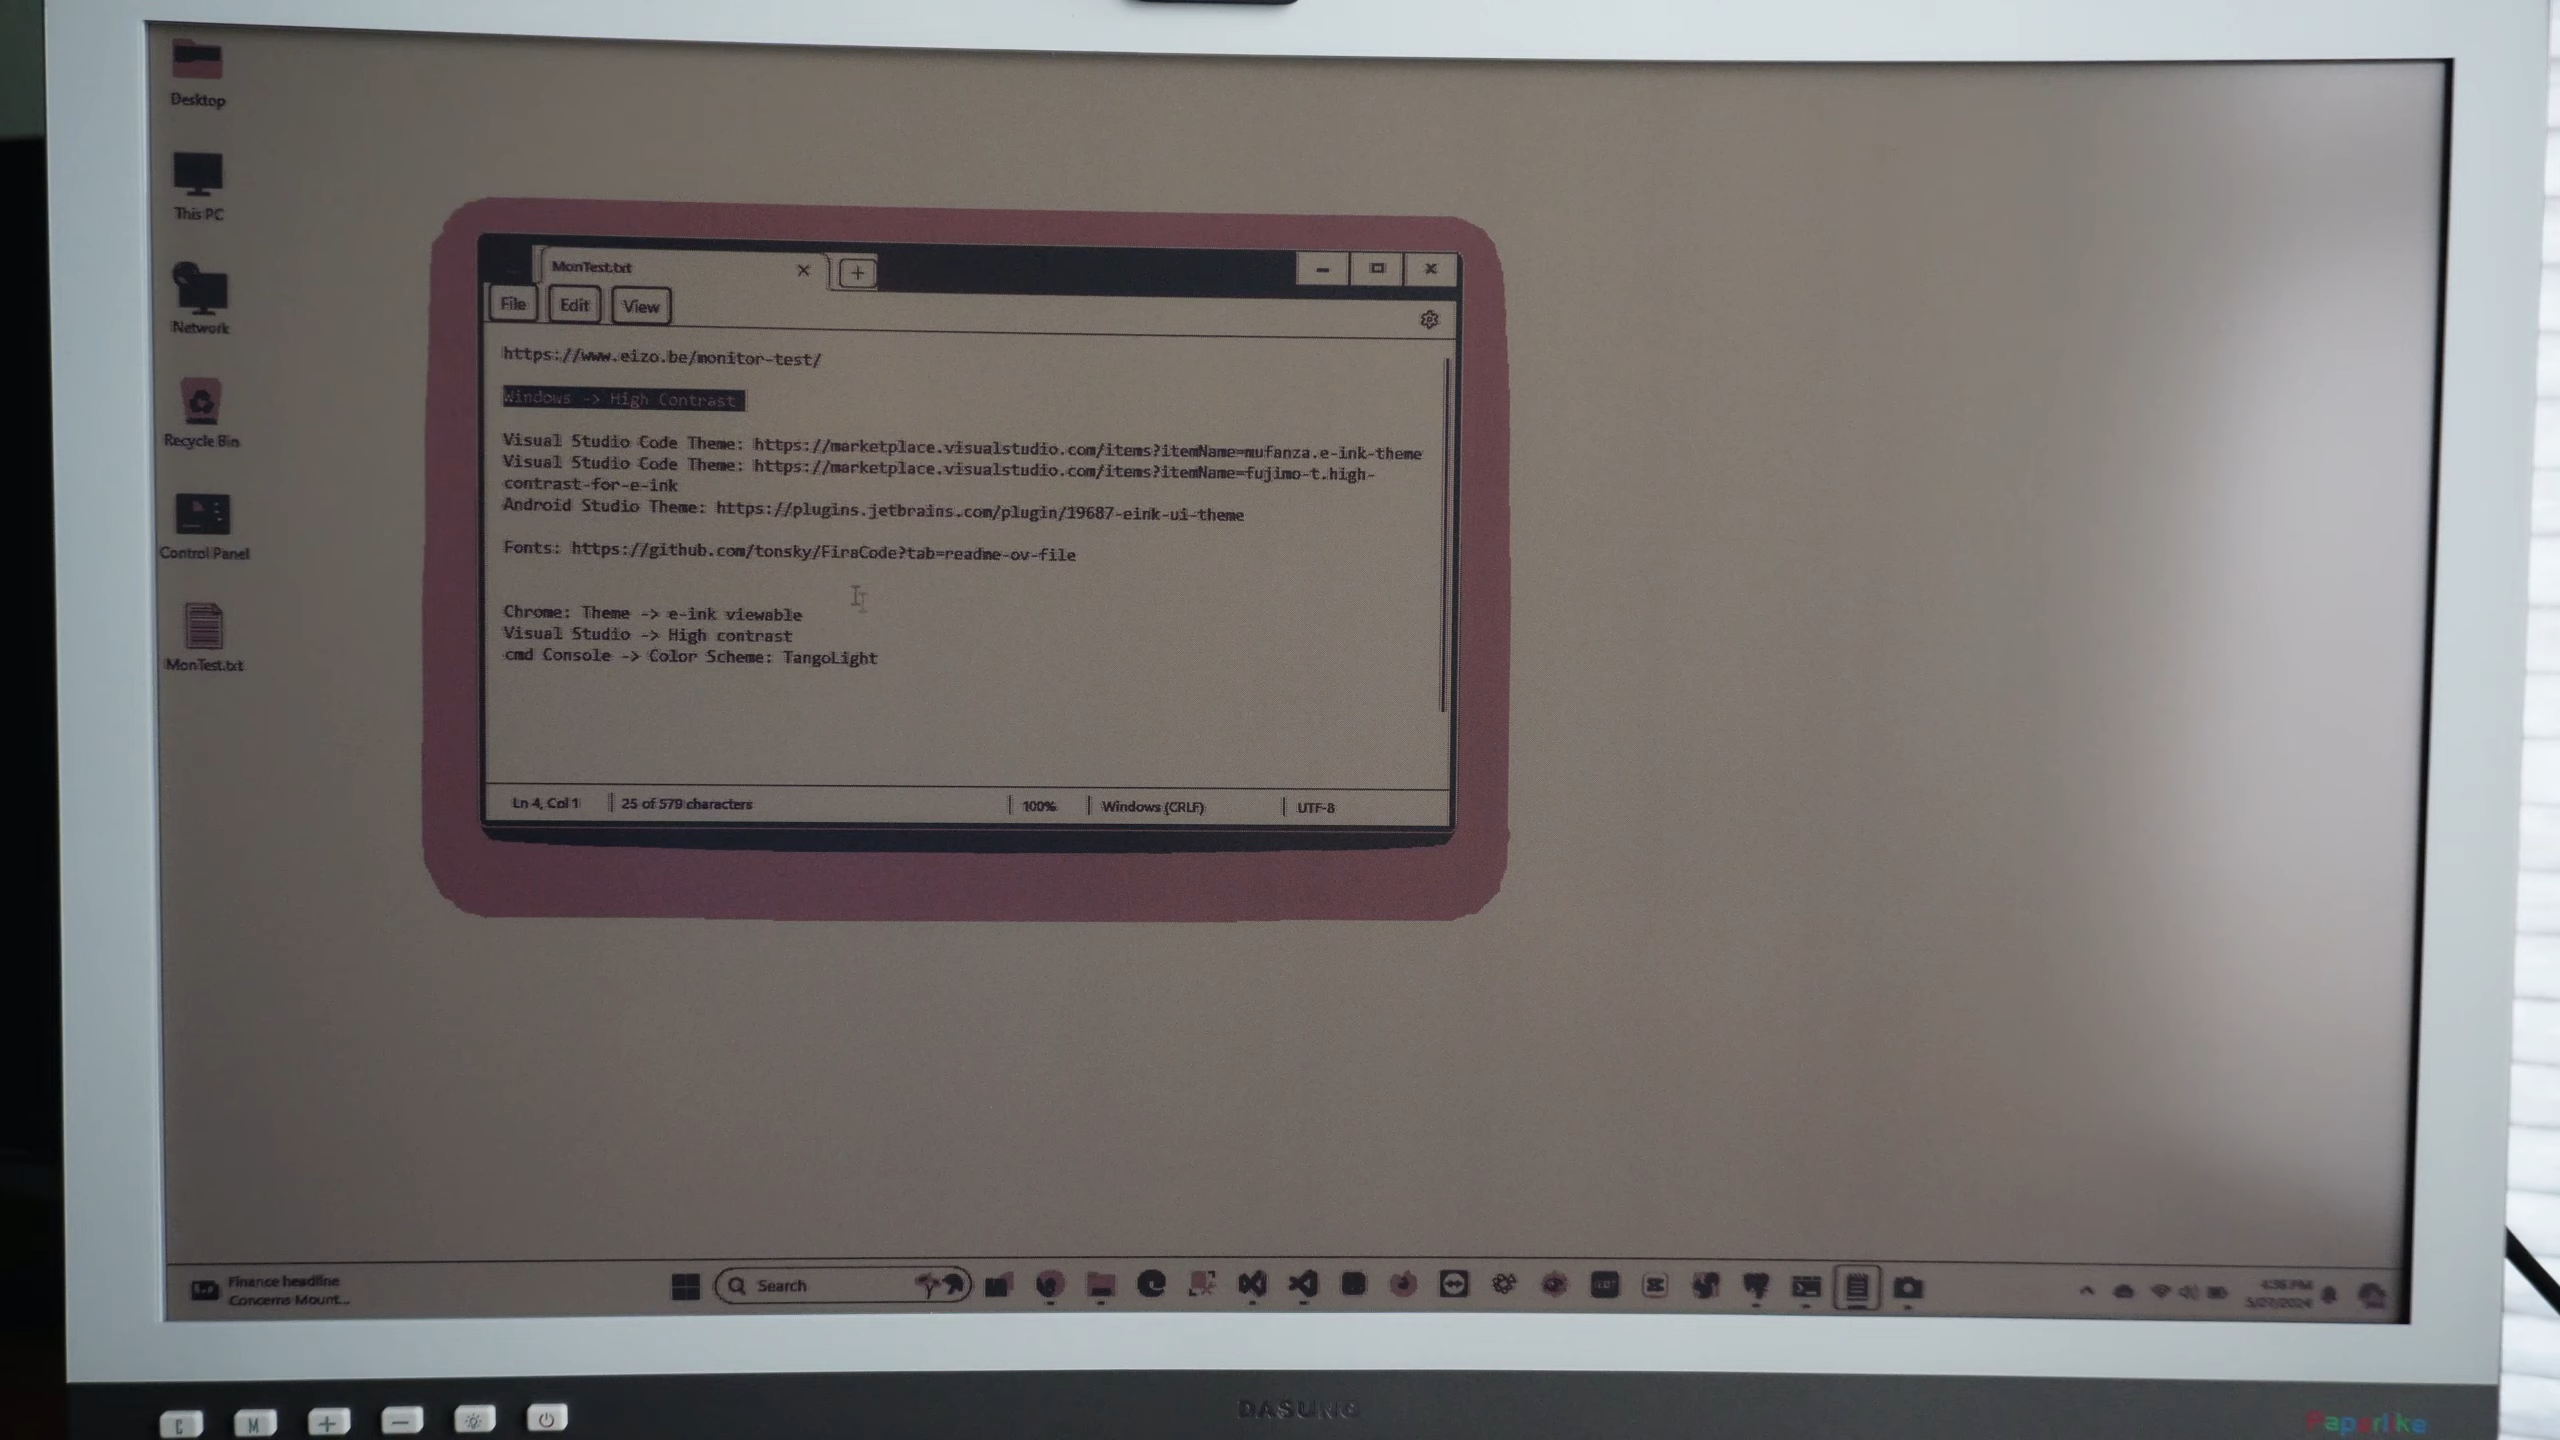 Desktop
This PC
Network
Recycle Bin
Control Panel
MonTest.txt
MonTest.txt
File Edit View
https://www.eizo.be/monitor-test/
Windows -> High Contrast
Visual Studio Code Theme: https://marketplace.visualstudio.com/items?itemName=mufanza.e-ink-theme
Visual Studio Code Theme: https://marketplace.visualstudio.com/items?itemName=fujimo-t.high-
contrast-for-e-ink
Android Studio Theme: https://plugins.jetbrains.com/plugin/19687-eink-ui-theme
Fonts: https://github.com/tonsky/FiraCode?tab=readme-ov-file
Chrome: Theme -> e-ink viewable
Visual Studio -> High contrast
cmd Console -> Color Scheme: TangoLight
Ln 4, Col 1 25 of 579 characters 100% Windows (CRLF) UTF-8
Finance headline
Concerns Mount...
Search
C M
DASUNG
Paperlike